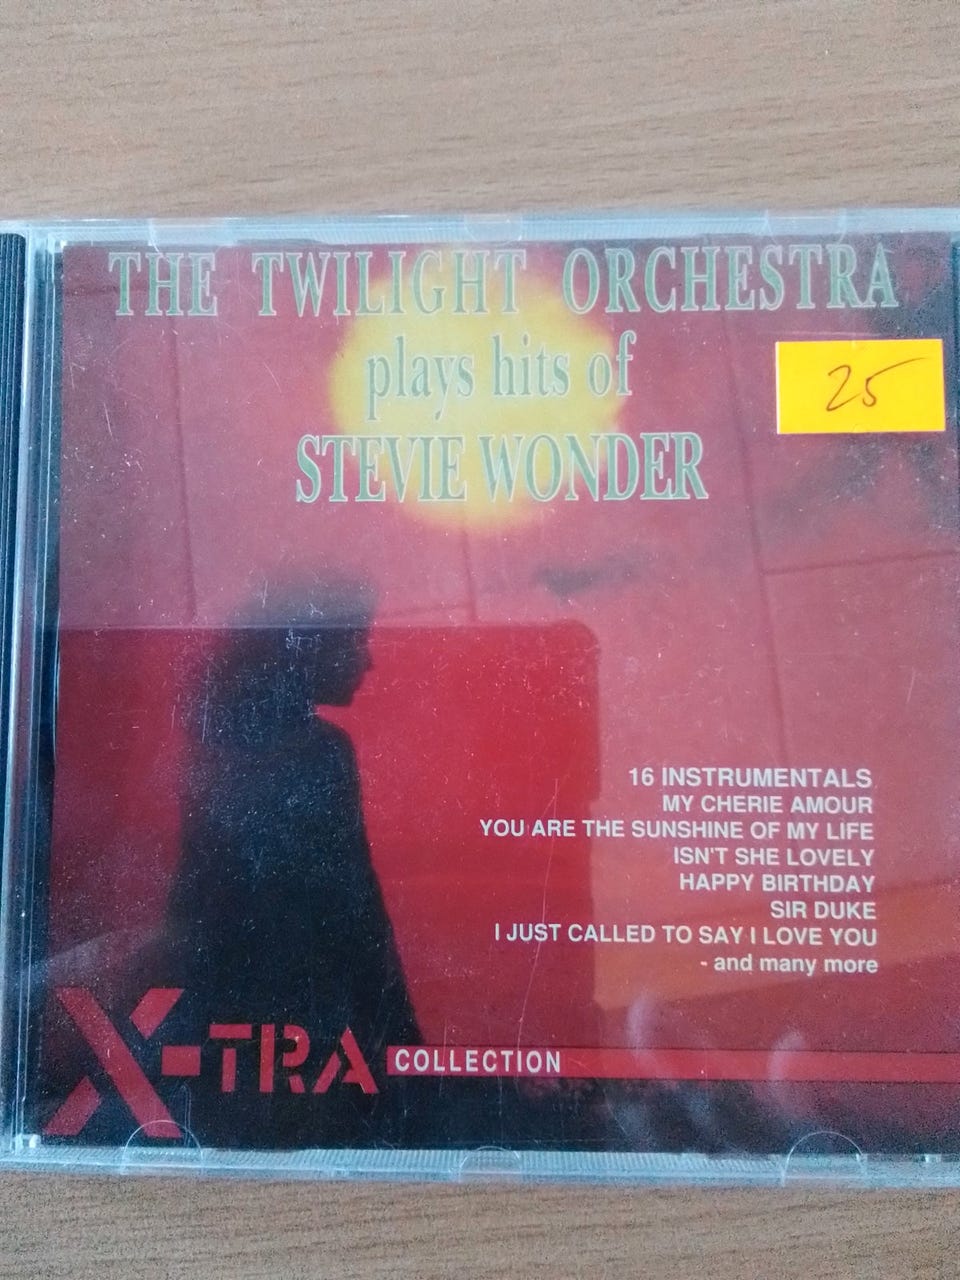 THE TWILIGHT ORCHESTRA
plays hits of
STEVIE WONDER
25
16 INSTRUMENTALS
MY CHERIE AMOUR
YOU ARE THE SUNSHINE OF MY LIFE
ISN'T SHE LOVELY
HAPPY BIRTHDAY
SIR DUKE
I JUST CALLED TO SAY I LOVE YOU
- and many more
X-TRA COLLECTION